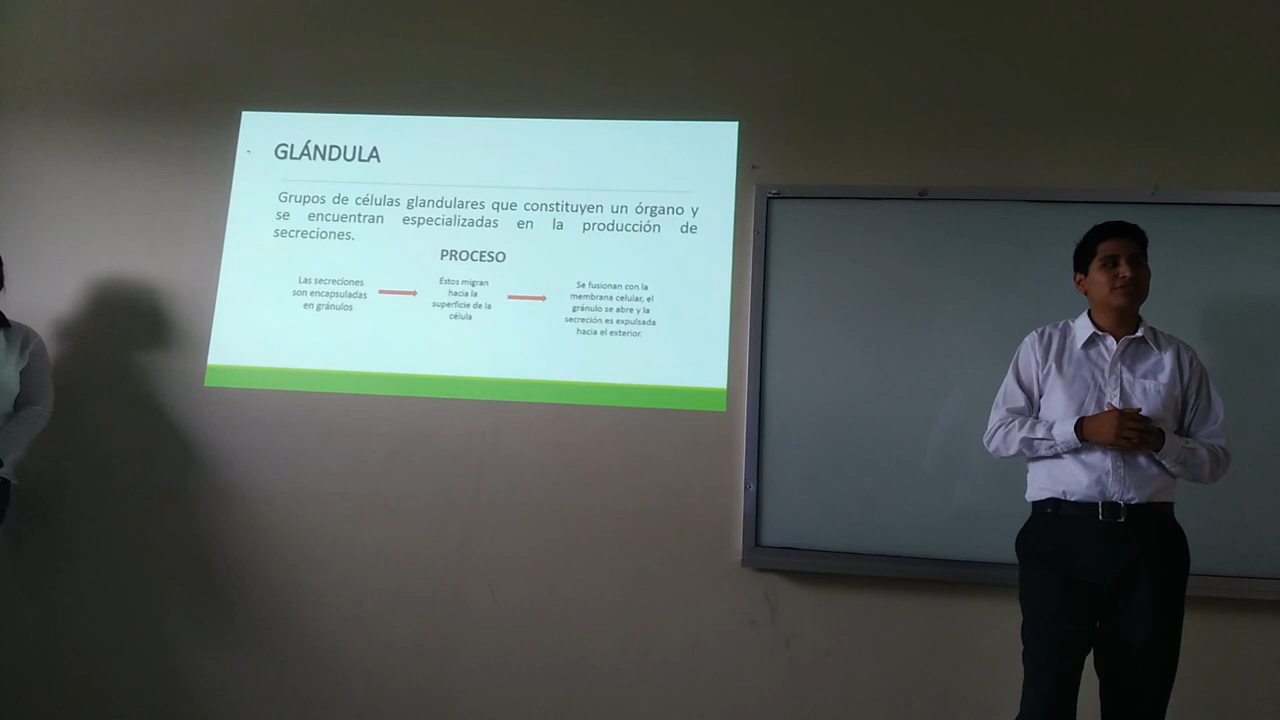 GLÁNDULA
Grupos de células glandulares que constituyen un órgano y
se encuentran especializadas en la producción de
secreciones.
PROCESO
Las secreciones
son encapsuladas
en gránulos
Estos migran
hacia la
superficie de la
célula
Se fusionan con la
membrana celular, el
gránulo se abre y la
secreción es expulsada
hacia el exterior.